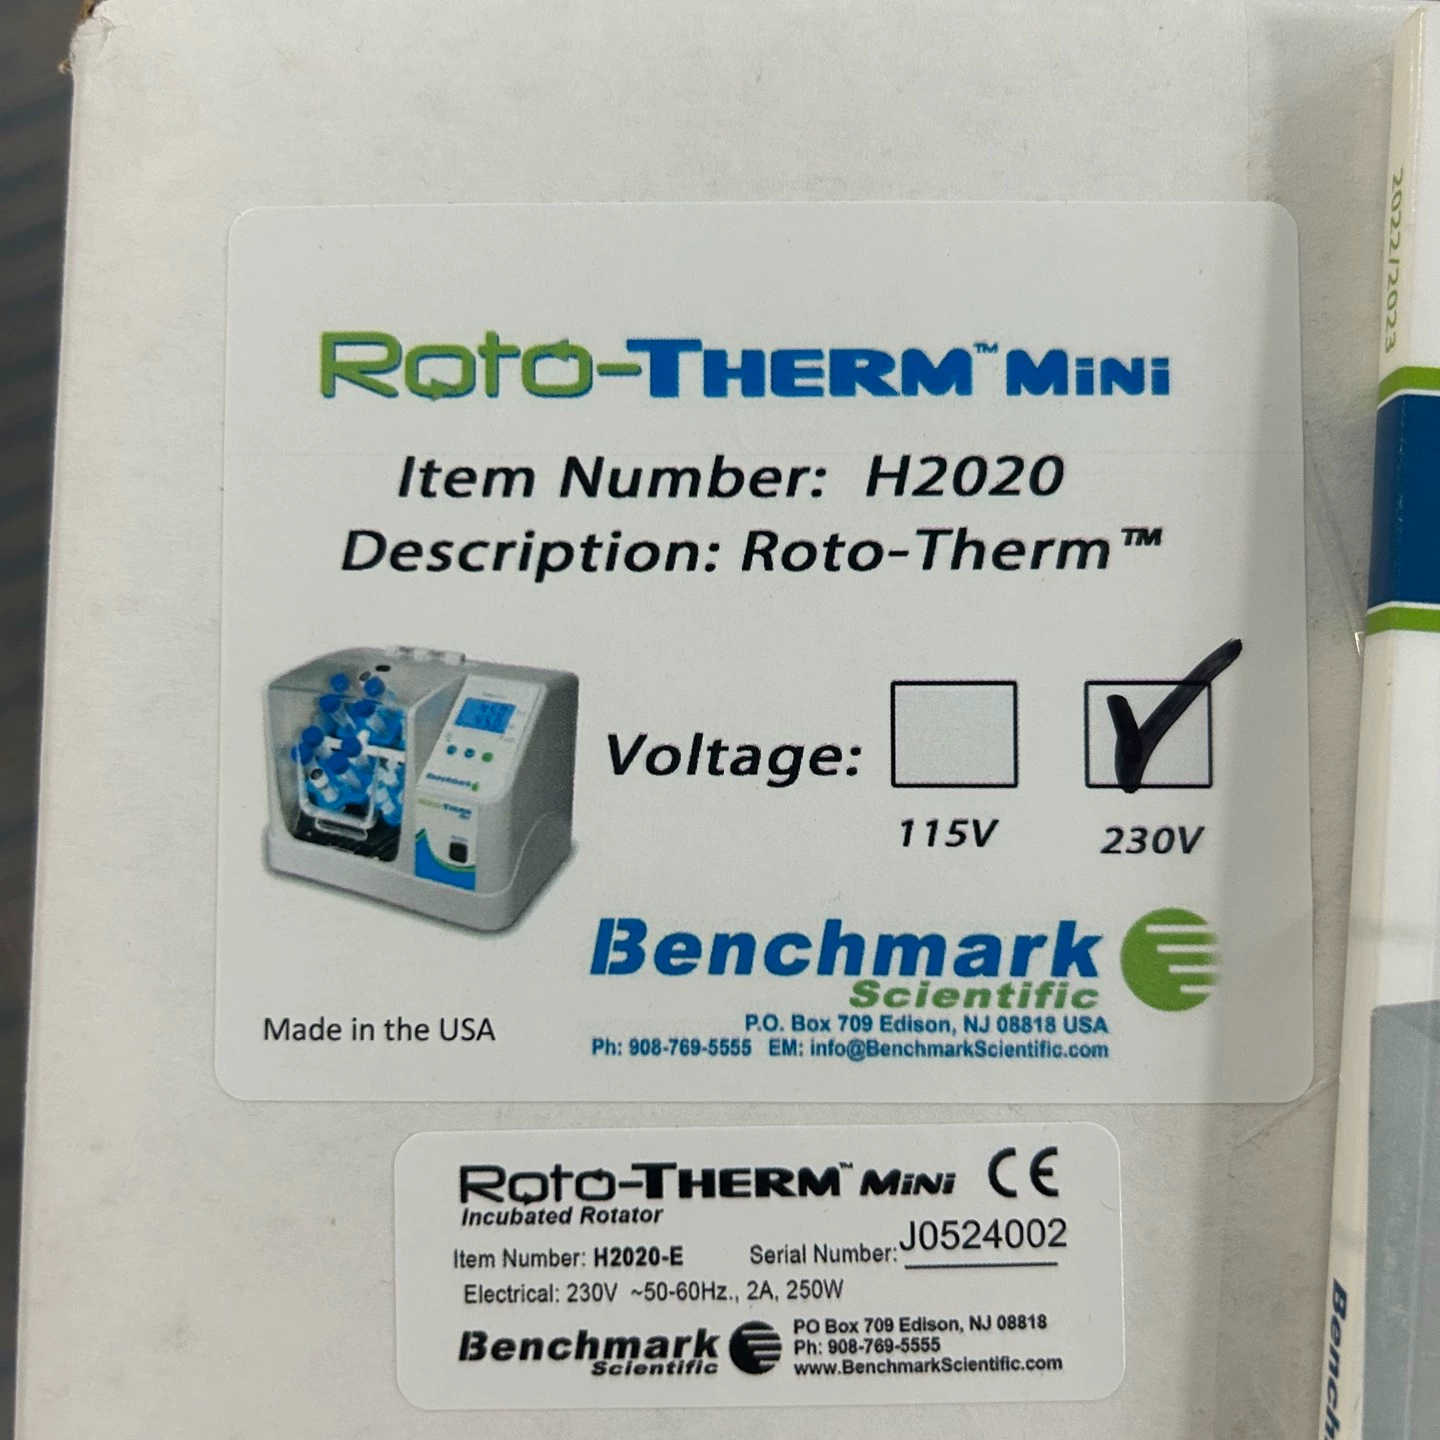 Roto-Therm™ Mini
Item Number: H2020
Description: Roto-Therm™
Voltage:
115V
230V
Benchmark
Scientific
P.O. Box 709 Edison, NJ 08818 USA
Ph: 908-769-5555 EM: info@BenchmarkScientific.com
Made in the USA
Roto-Therm™ Mini CE
Incubated Rotator
Item Number: H2020-E Serial Number: J0524002
Electrical: 230V ~50-60Hz., 2A, 250W
Benchmark
Scientific
PO Box 709 Edison, NJ 08818
Ph: 908-769-5555
www.BenchmarkScientific.com
2022/2023